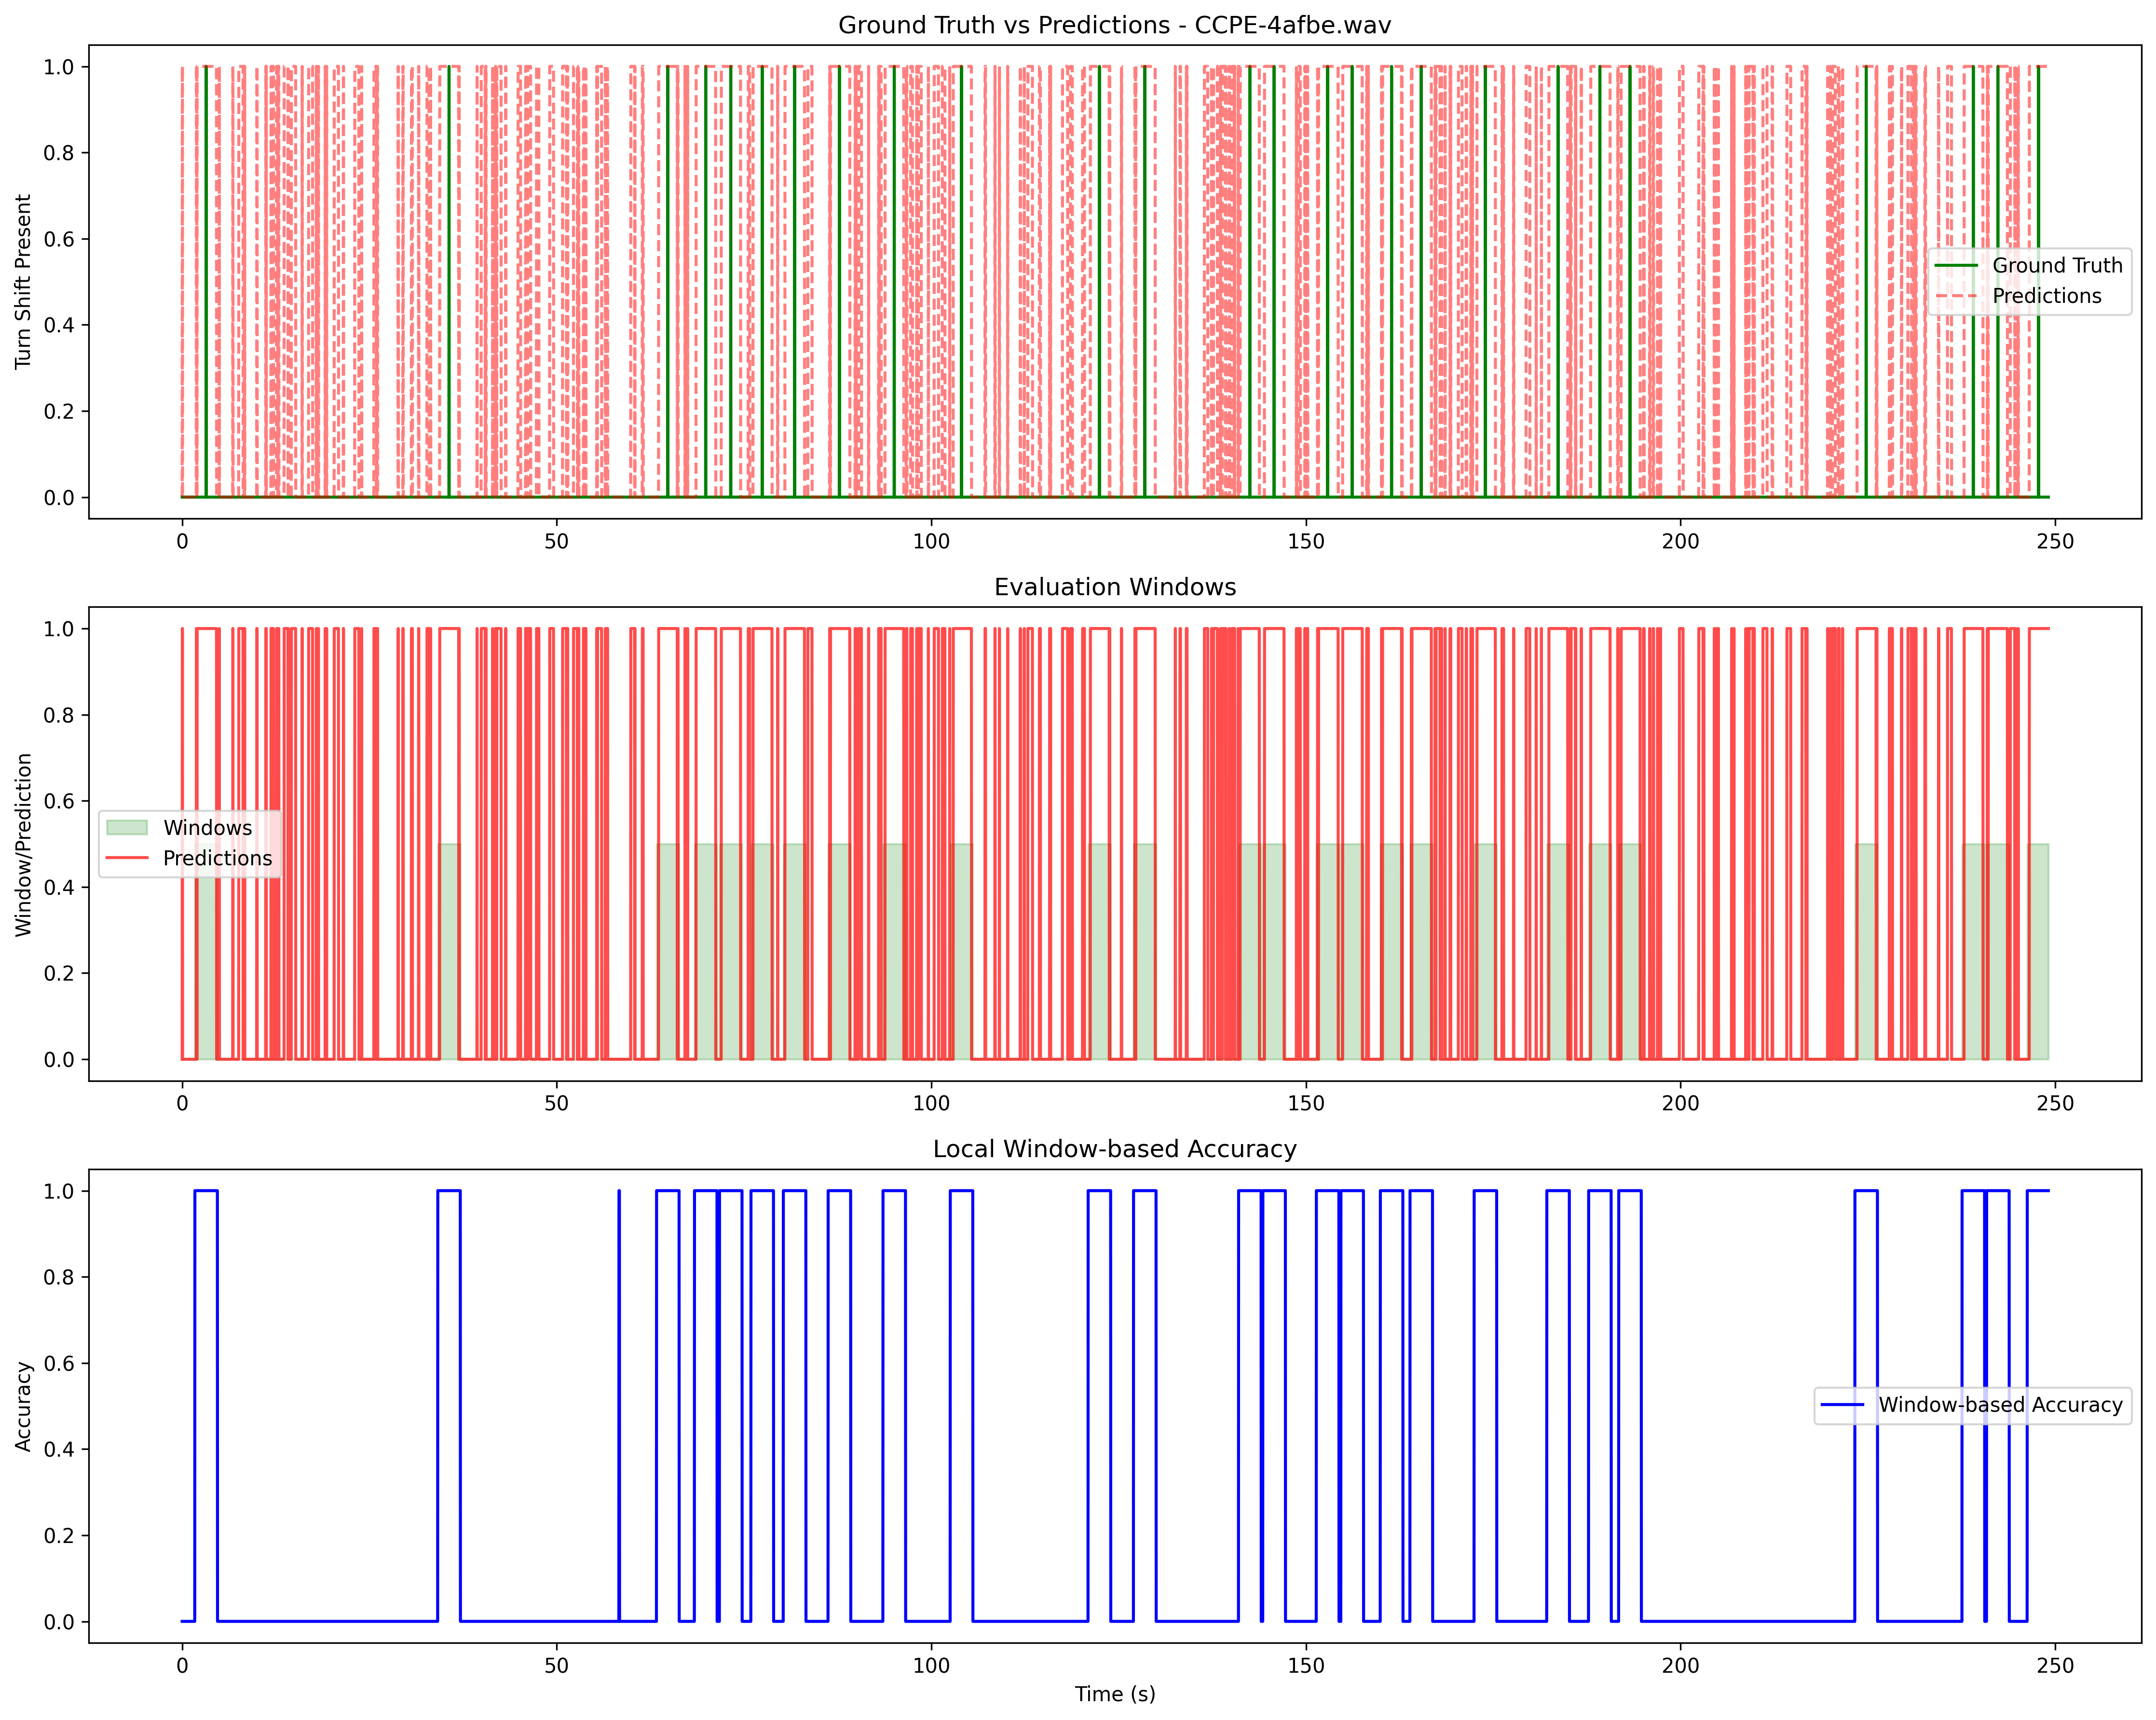 Ground Truth vs Predictions - CCPE-4afbe.wav
1.0
0.8
0.6
0.4
0.2
0.0
Turn Shift Present
Ground Truth
Predictions
0 50 100 150 200 250
Evaluation Windows
1.0
0.8
0.6
0.4
0.2
0.0
Window/Prediction
Windows
Predictions
0 50 100 150 200 250
Local Window-based Accuracy
1.0
0.8
0.6
0.4
0.2
0.0
Accuracy
Window-based Accuracy
0 50 100 150 200 250
Time (s)